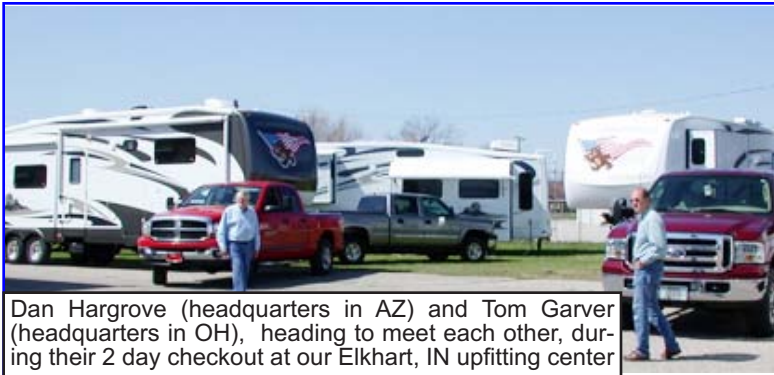 Dan Hargrove (headquarters in AZ) and Tom Garver
(headquarters in OH), heading to meet each other, dur-
ing their 2 day checkout at our Elkhart, IN upfitting center